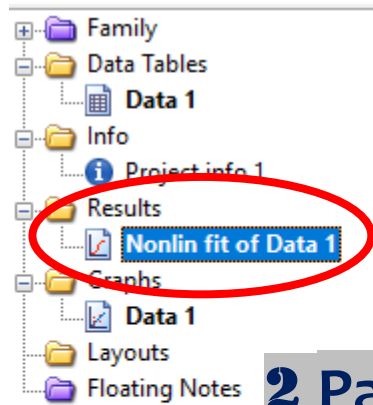 Family
Data Tables
Data 1
Info
Project info 1
Results
Nonlin fit of Data 1
Graphs
Data 1
Layouts
Floating Notes
2 Pa